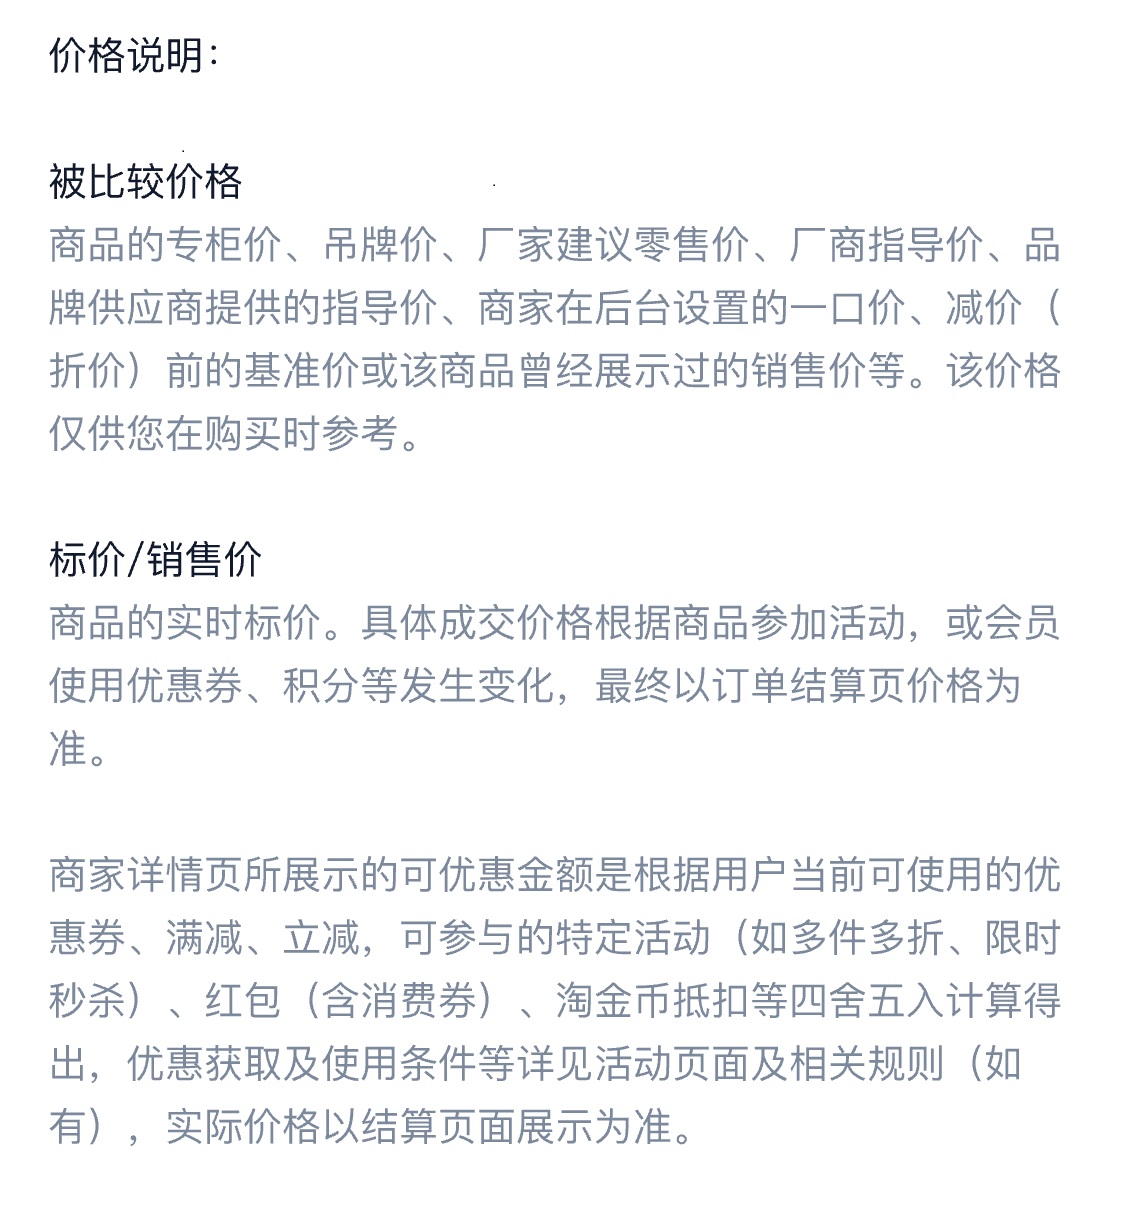 价格说明：
被比较价格
商品的专柜价、吊牌价、厂家建议零售价、厂商指导价、品
牌供应商提供的指导价、商家在后台设置的一口价、减价（
折价）前的基准价或该商品曾经展示过的销售价等。该价格
仅供您在购买时参考。
标价/销售价
商品的实时标价。具体成交价格根据商品参加活动，或会员
使用优惠券、积分等发生变化，最终以订单结算页价格为
准。
商家详情页所展示的可优惠金额是根据用户当前可使用的优
惠券、满减、立减，可参与的特定活动（如多件多折、限时
秒杀）、红包（含消费券）、淘金币抵扣等四舍五入计算得
出，优惠获取及使用条件等详见活动页面及相关规则（如
有），实际价格以结算页面展示为准。